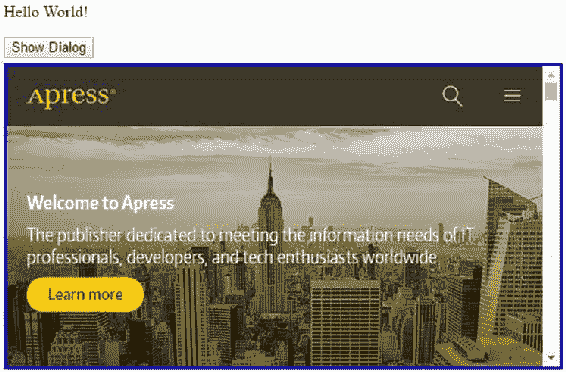 Hello World!
Show Dialog
Apress®
Welcome to Apress
The publisher dedicated to meeting the information needs of IT
professionals, developers, and tech enthusiasts worldwide
Learn more